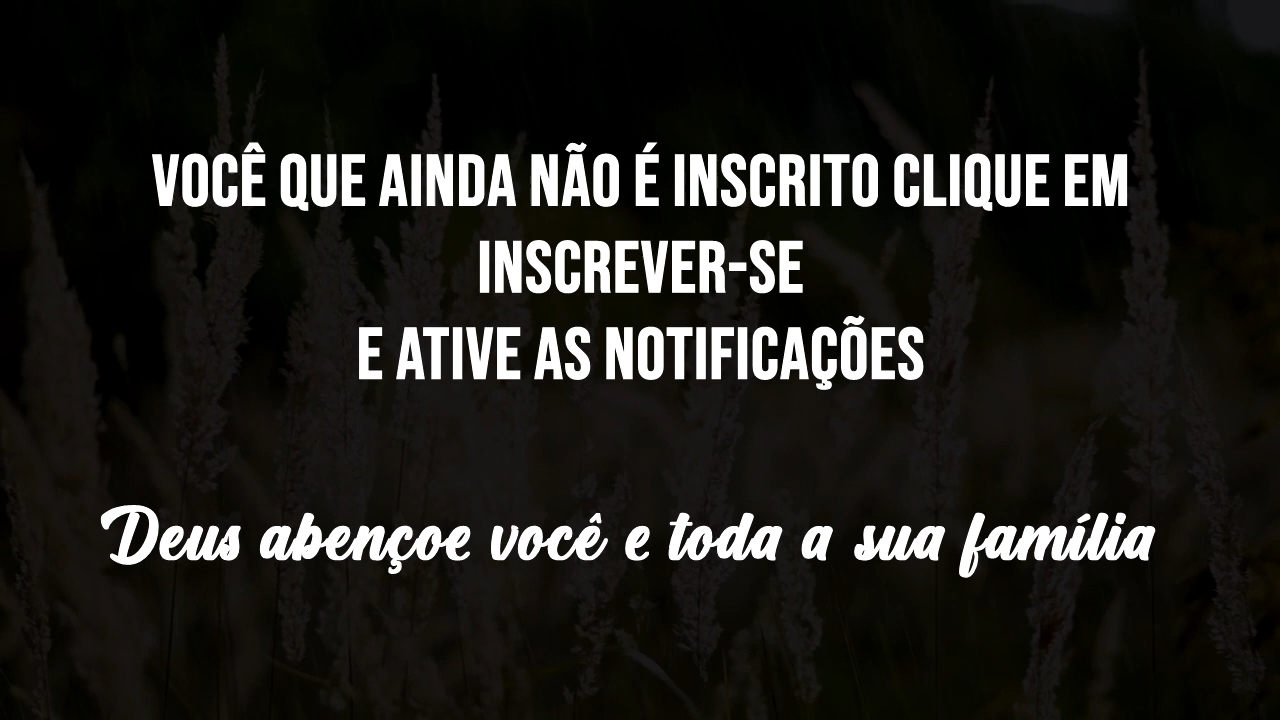 VOCÊ QUE AINDA NÃO É INSCRITO CLIQUE EM
INSCREVER-SE
E ATIVE AS NOTIFICAÇÕES
Deus abençoe você e toda a sua família